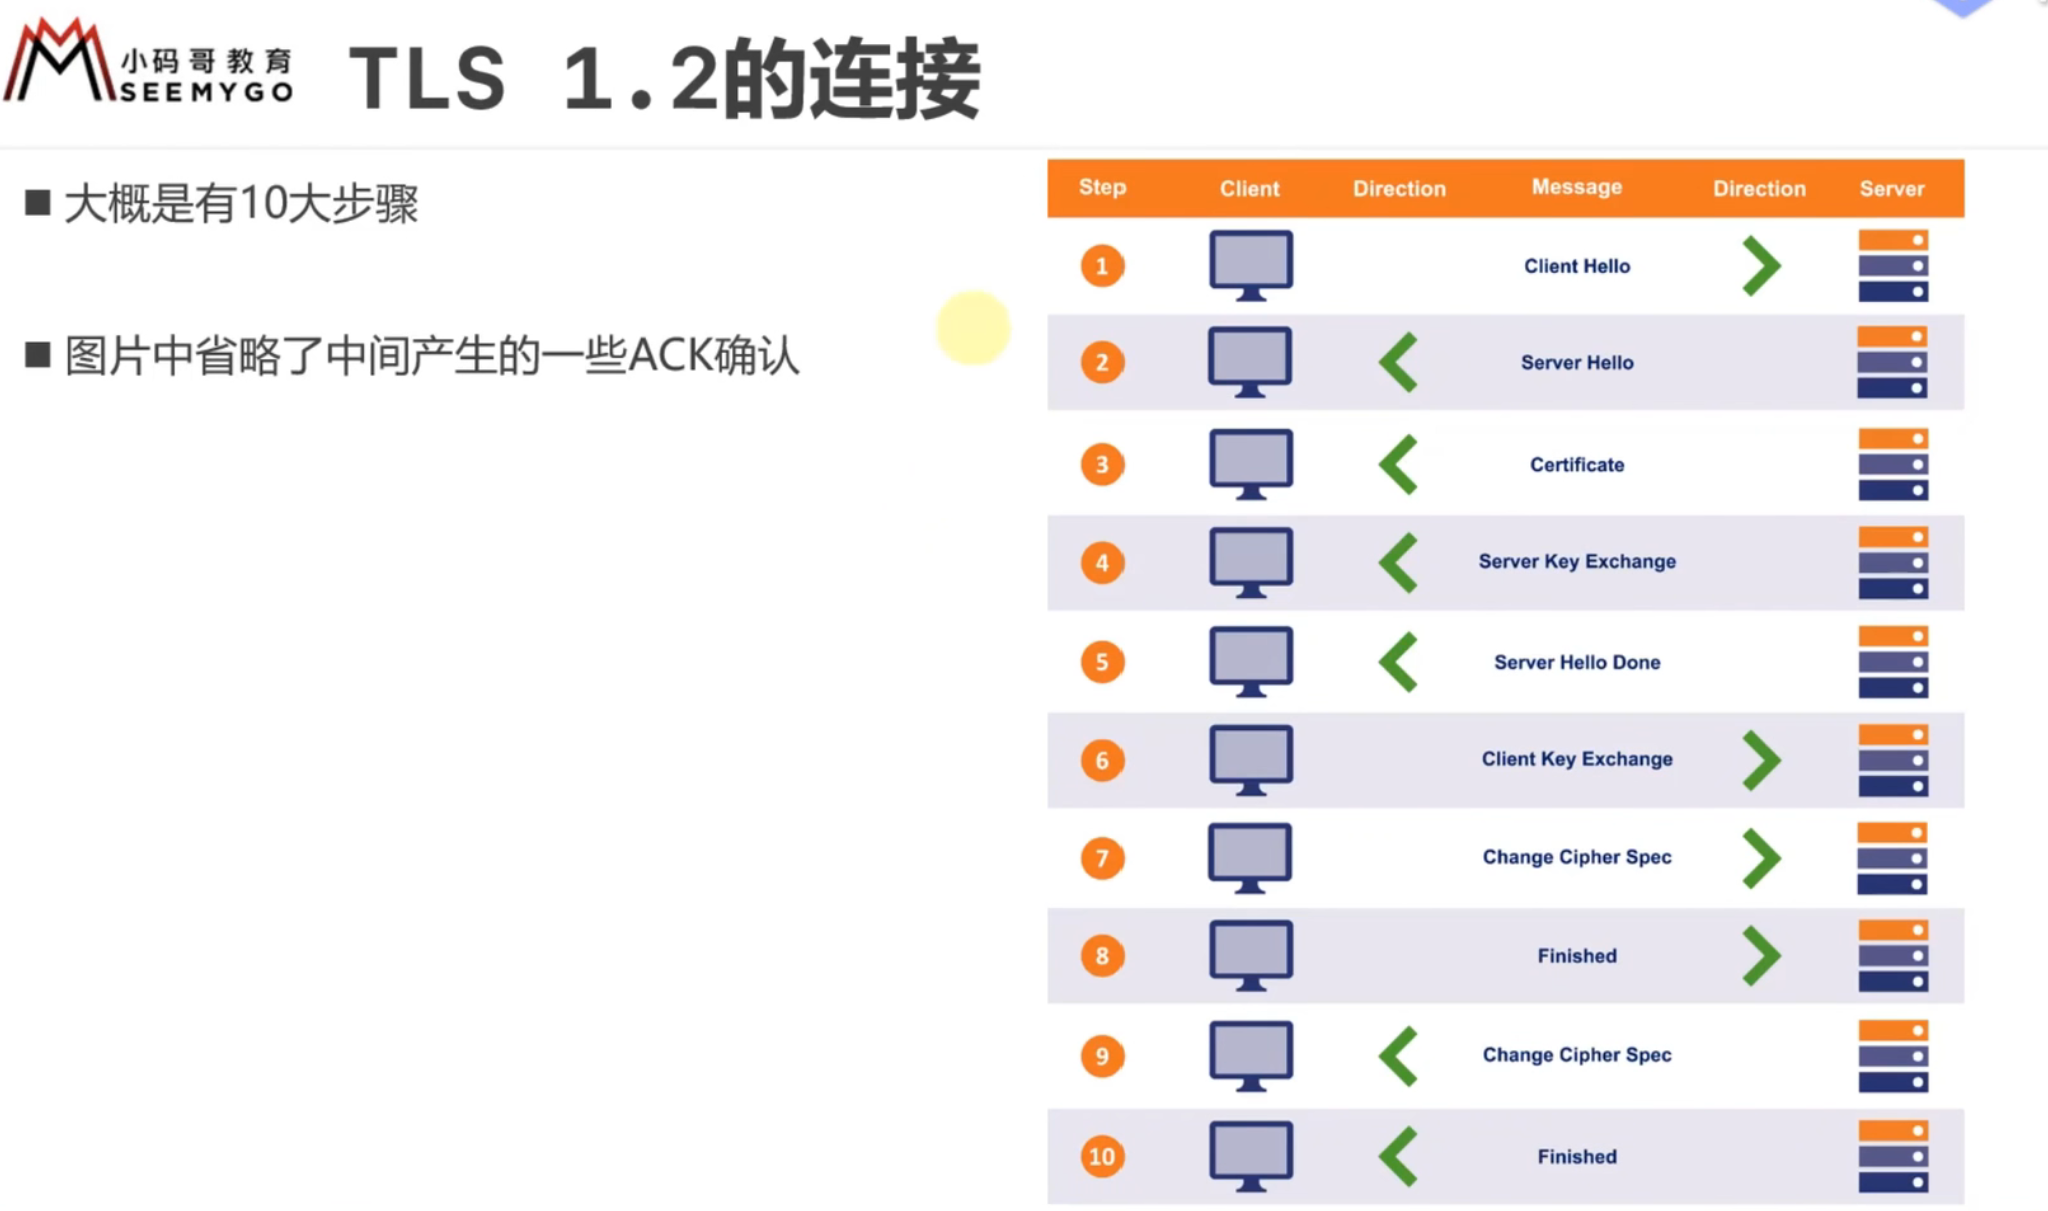 小码哥教育
SEEMYGO
TLS 1.2的连接
■ 大概是有10大步骤
■ 图片中省略了中间产生的一些ACK确认
Step Client Direction Message Direction Server
1 Client Hello
2 Server Hello
3 Certificate
4 Server Key Exchange
5 Server Hello Done
6 Client Key Exchange
7 Change Cipher Spec
8 Finished
9 Change Cipher Spec
10 Finished